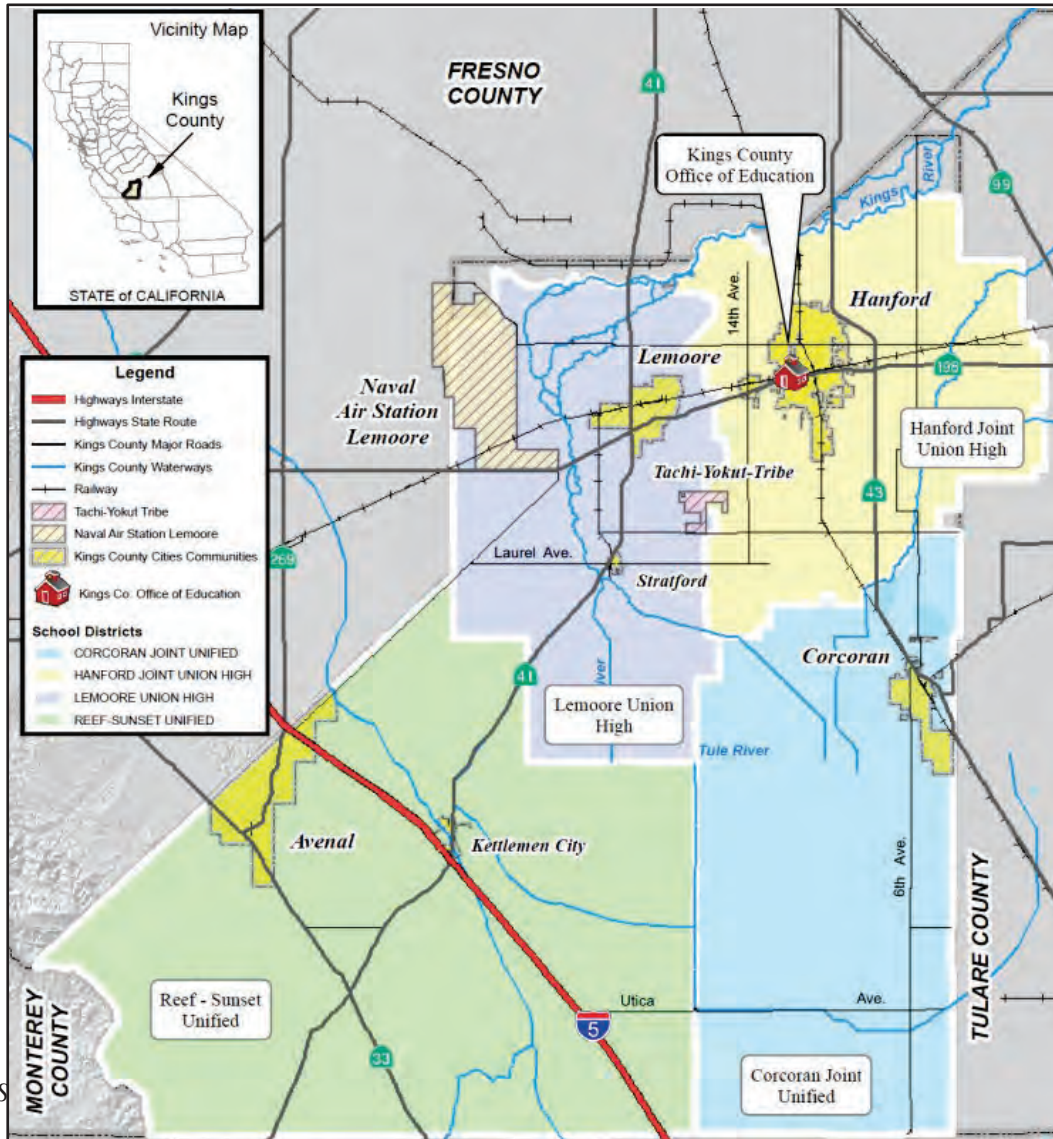 Vicinity Map
Kings
County
STATE of CALIFORNIA
FRESNO
COUNTY
41
Kings County
Office of Education
Kings
River
99
14th Ave.
Hanford
Lemoore
198
Naval
Air Station
Lemoore
Hanford Joint
Union High
Tachi-Yokut-Tribe
43
Legend
Highways Interstate
Highways State Route
Kings County Major Roads
Kings County Waterways
Railway
Tachi-Yokut Tribe
Naval Air Station Lemoore
Kings County Cities Communities
Kings Co. Office of Education
School Districts
CORCORAN JOINT UNIFIED
HANFORD JOINT UNION HIGH
LEMOORE UNION HIGH
REEF-SUNSET UNIFIED
269
Laurel Ave.
Stratford
Corcoran
41
Lemoore Union
High
Tule River
Avenal
Kettlemen City
6th Ave.
TULARE COUNTY
Reef - Sunset
Unified
Utica
Ave.
5
MONTEREY
COUNTY
33
Corcoran Joint
Unified